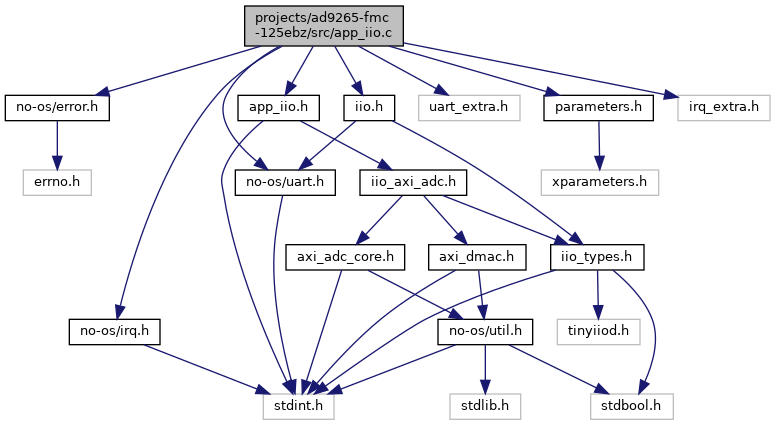 projects/ad9265-fmc
-125ebz/src/app_iio.c
no-os/error.h
app_iio.h
iio.h
uart_extra.h
parameters.h
irq_extra.h
errno.h
no-os/uart.h
iio_axi_adc.h
xparameters.h
axi_adc_core.h
axi_dmac.h
iio_types.h
no-os/irq.h
no-os/util.h
tinyiiod.h
stdint.h
stdlib.h
stdbool.h